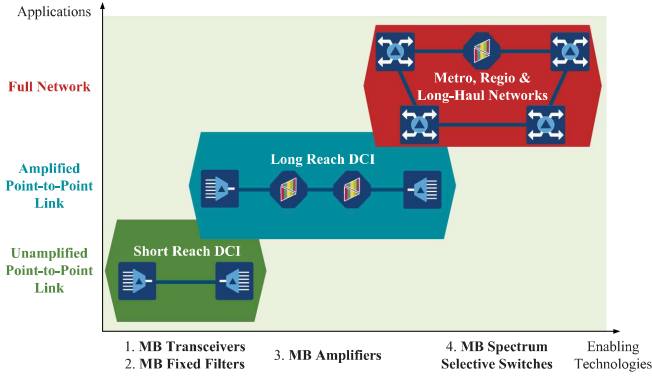 Applications
Full Network
Metro, Regio &
Long-Haul Networks
Amplified
Point-to-Point
Link
Long Reach DCI
Unamplified
Point-to-Point
Link
Short Reach DCI
1. MB Transceivers
2. MB Fixed Filters
3. MB Amplifiers
4. MB Spectrum
Selective Switches
Enabling
Technologies